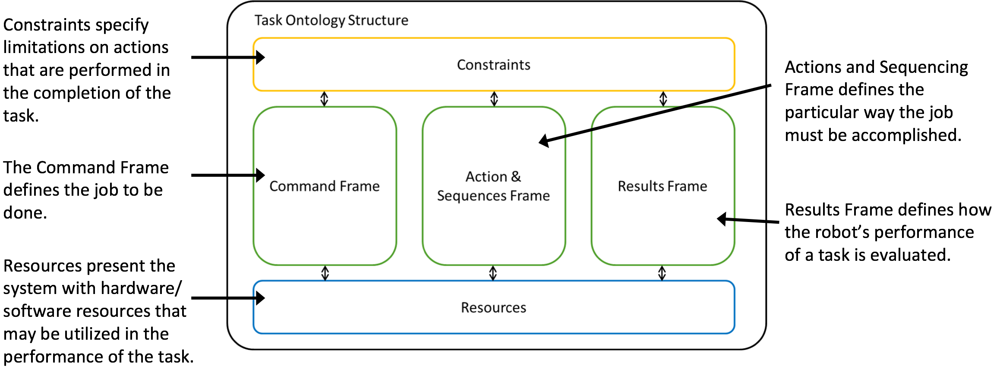 Constraints specify
limitations on actions
that are performed in
the completion of the
task.
The Command Frame
defines the job to be
done.
Resources present the
system with hardware/
software resources that
may be utilized in the
performance of the task.
Task Ontology Structure
Constraints
Command Frame
Action &
Sequences Frame
Results Frame
Resources
Actions and Sequencing
Frame defines the
particular way the job
must be accomplished.
Results Frame defines how
the robot’s performance
of a task is evaluated.